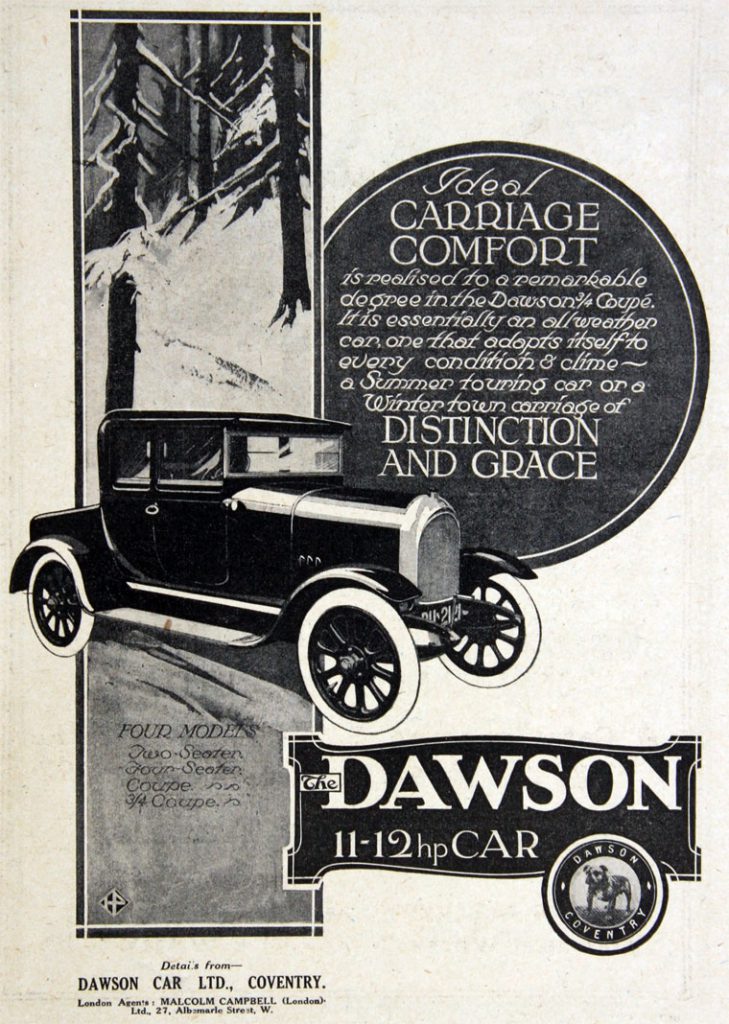 Ideal
CARRIAGE
COMFORT
is realised to a remarkable
degree in the Dawson ¾ Coupé.
It is essentially an all weather
car, one that adapts itself to
every condition & clime ~
a Summer touring car or a
Winter town carriage of
DISTINCTION
AND GRACE
FOUR MODELS
Two-Seater
Four-Seater
Coupe
¾ Coupe.
The DAWSON
11-12hp CAR
DAWSON
COVENTRY
Details from—
DAWSON CAR LTD., COVENTRY.
London Agents: MALCOLM CAMPBELL (London)
Ltd., 27, Albemarle Street, W.